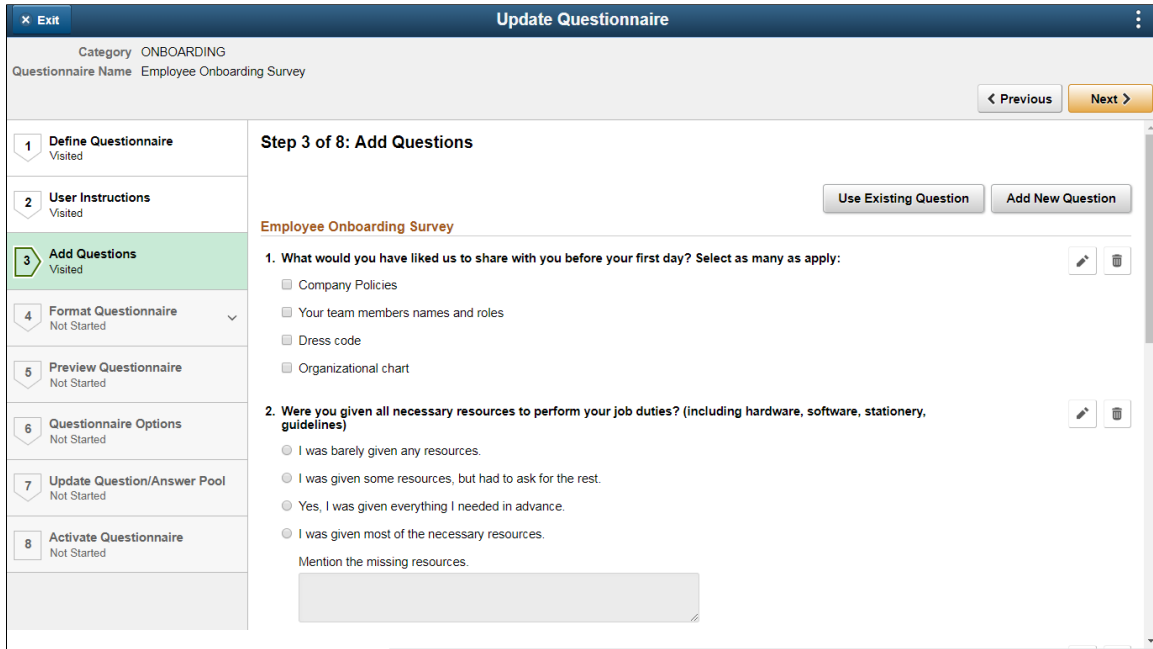 × Exit
Update Questionnaire
Category ONBOARDING
Questionnaire Name Employee Onboarding Survey
Previous
Next
1 Define Questionnaire
Visited
2 User Instructions
Visited
3 Add Questions
Visited
4 Format Questionnaire
Not Started
5 Preview Questionnaire
Not Started
6 Questionnaire Options
Not Started
7 Update Question/Answer Pool
Not Started
8 Activate Questionnaire
Not Started
Step 3 of 8: Add Questions
Use Existing Question
Add New Question
Employee Onboarding Survey
1. What would you have liked us to share with you before your first day? Select as many as apply:
Company Policies
Your team members names and roles
Dress code
Organizational chart
2. Were you given all necessary resources to perform your job duties? (including hardware, software, stationery,
guidelines)
I was barely given any resources.
I was given some resources, but had to ask for the rest.
Yes, I was given everything I needed in advance.
I was given most of the necessary resources.
Mention the missing resources.